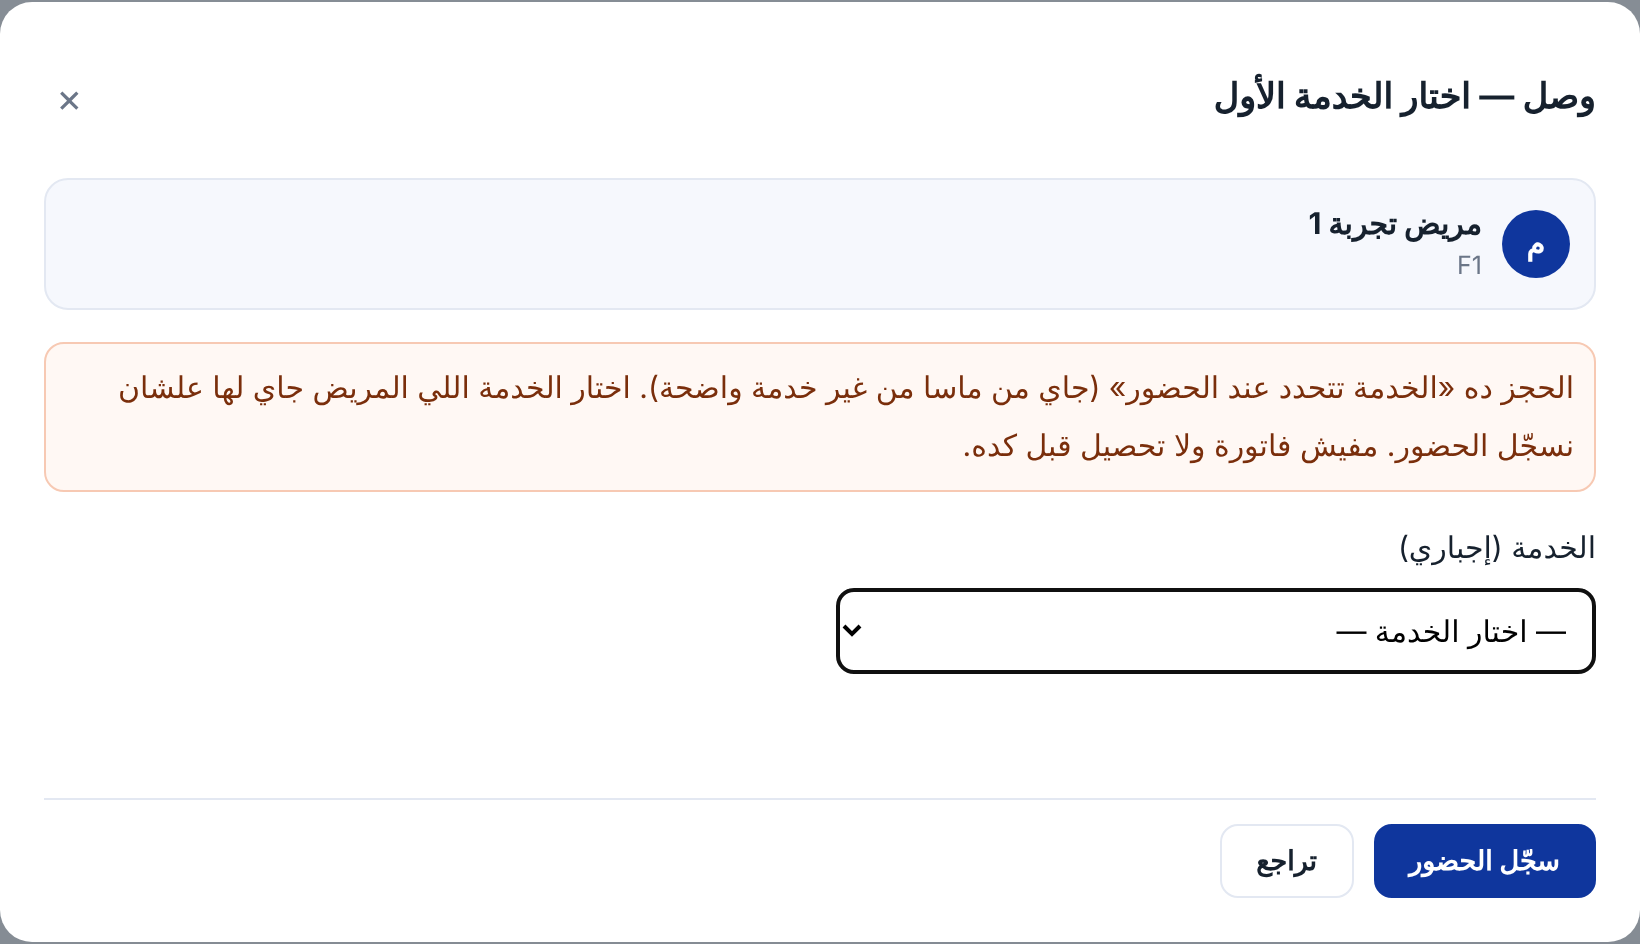 وصل — اختار الخدمة الأول
×
م
مريض تجربة 1
F1
الحجز ده «الخدمة تتحدد عند الحضور» (جاي من ماسا من غير خدمة واضحة). اختار الخدمة اللي المريض جاي لها علشان
نسجّل الحضور. مفيش فاتورة ولا تحصيل قبل كده.
الخدمة (إجباري)
— اختار الخدمة —
سجّل الحضور
تراجع